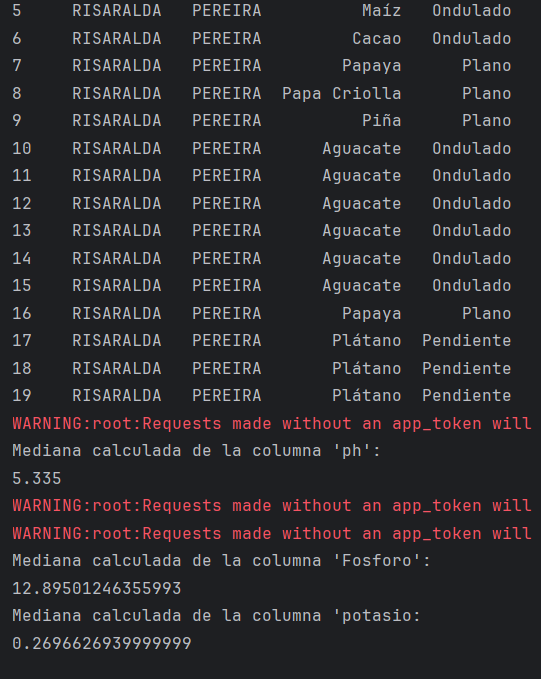 5 RISARALDA PEREIRA Maíz Ondulado
6 RISARALDA PEREIRA Cacao Ondulado
7 RISARALDA PEREIRA Papaya Plano
8 RISARALDA PEREIRA Papa Criolla Plano
9 RISARALDA PEREIRA Piña Plano
10 RISARALDA PEREIRA Aguacate Ondulado
11 RISARALDA PEREIRA Aguacate Ondulado
12 RISARALDA PEREIRA Aguacate Ondulado
13 RISARALDA PEREIRA Aguacate Ondulado
14 RISARALDA PEREIRA Aguacate Ondulado
15 RISARALDA PEREIRA Aguacate Ondulado
16 RISARALDA PEREIRA Papaya Plano
17 RISARALDA PEREIRA Plátano Pendiente
18 RISARALDA PEREIRA Plátano Pendiente
19 RISARALDA PEREIRA Plátano Pendiente
WARNING:root:Requests made without an app_token will
Mediana calculada de la columna 'ph':
5.335
WARNING:root:Requests made without an app_token will
WARNING:root:Requests made without an app_token will
Mediana calculada de la columna 'Fosforo':
12.89501246355993
Mediana calculada de la columna 'potasio:
0.2696626939999999